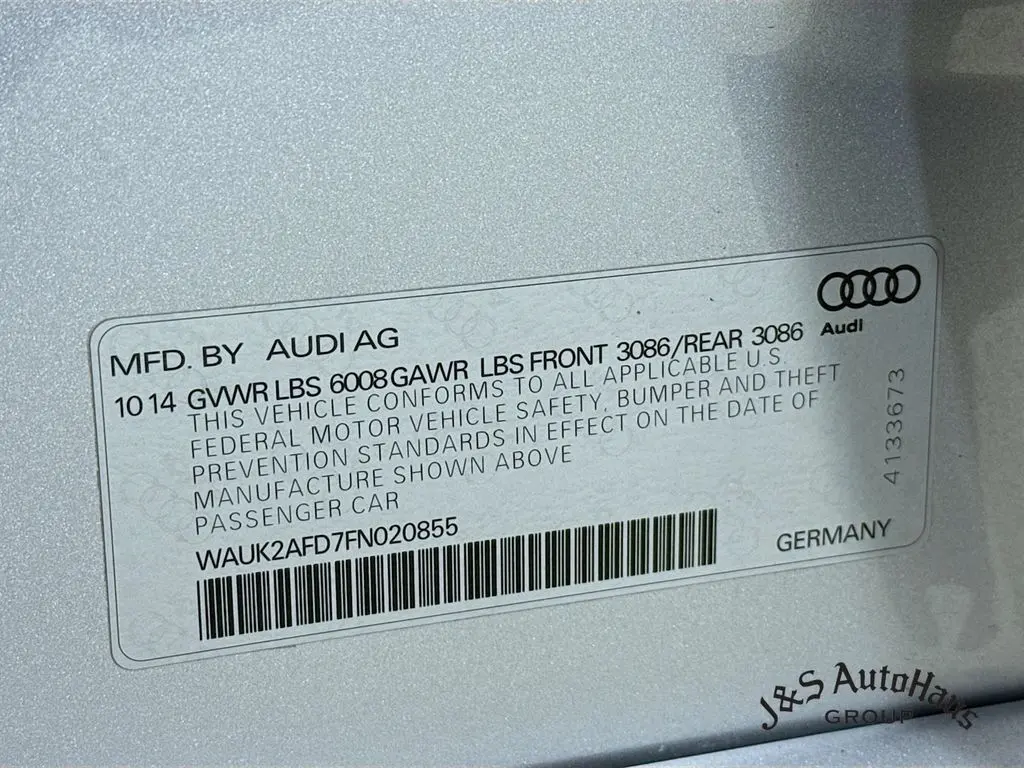 MFD. BY AUDI AG
Audi
10 14 GVWR LBS 6008 GAWR LBS FRONT 3086/REAR 3086
THIS VEHICLE CONFORMS TO ALL APPLICABLE U.S.
FEDERAL MOTOR VEHICLE SAFETY, BUMPER AND THEFT
PREVENTION STANDARDS IN EFFECT ON THE DATE OF
MANUFACTURE SHOWN ABOVE
PASSENGER CAR
41133673
WAUK2AFD7FN020855
GERMANY
J&S AutoHaus
GROUP